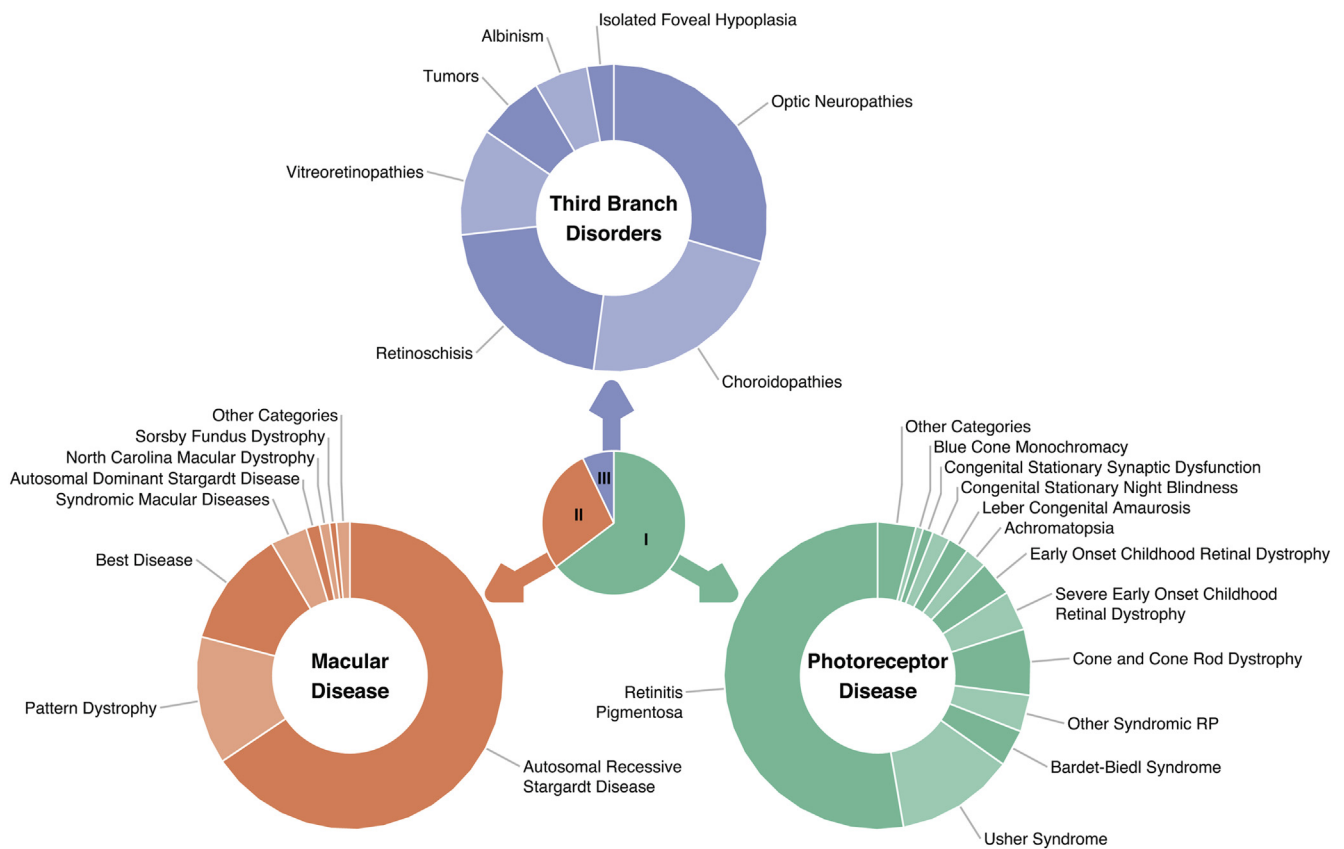 Isolated Foveal Hypoplasia
Albinism
Tumors
Optic Neuropathies
Vitreoretinopathies
Third Branch
Disorders
Retinoschisis
Choroidopathies
Other Categories
Sorsby Fundus Dystrophy
North Carolina Macular Dystrophy
Autosomal Dominant Stargardt Disease
Syndromic Macular Diseases
Best Disease
Pattern Dystrophy
Macular
Disease
Autosomal Recessive
Stargardt Disease
III
II
I
Other Categories
Blue Cone Monochromacy
Congenital Stationary Synaptic Dysfunction
Congenital Stationary Night Blindness
Leber Congenital Amaurosis
Achromatopsia
Early Onset Childhood Retinal Dystrophy
Severe Early Onset Childhood
Retinal Dystrophy
Cone and Cone Rod Dystrophy
Photoreceptor
Disease
Retinitis
Pigmentosa
Other Syndromic RP
Bardet-Biedl Syndrome
Usher Syndrome